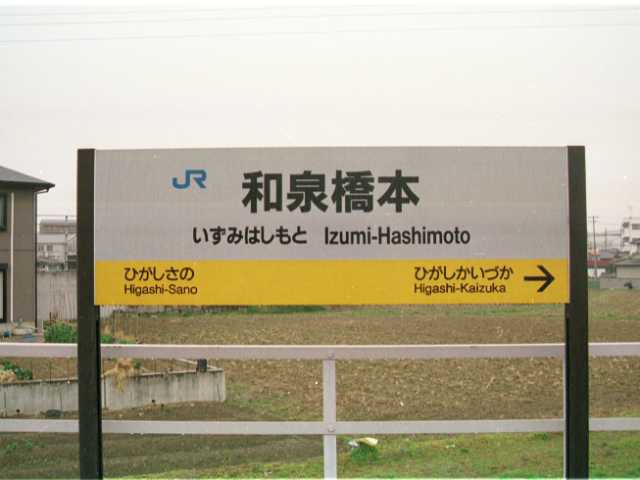 JR 和泉橋本
いずみはしもと Izumi-Hashimoto
ひがしさの ひがしかいづか →
Higashi-Sano Higashi-Kaizuka